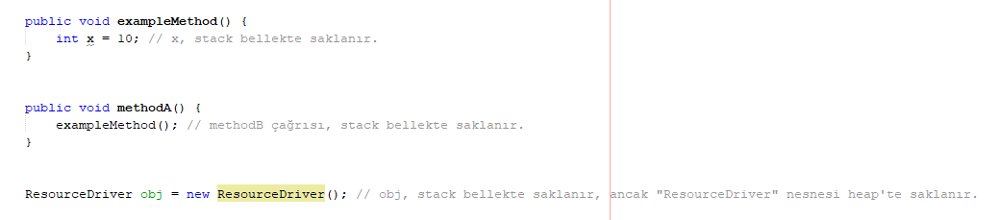 public void exampleMethod() {
int x = 10; // x, stack bellekte saklanır.
}
public void methodA() {
exampleMethod(); // methodB çağrısı, stack bellekte saklanır.
}
ResourceDriver obj = new ResourceDriver(); // obj, stack bellekte saklanır, ancak "ResourceDriver" nesnesi heap'te saklanır.